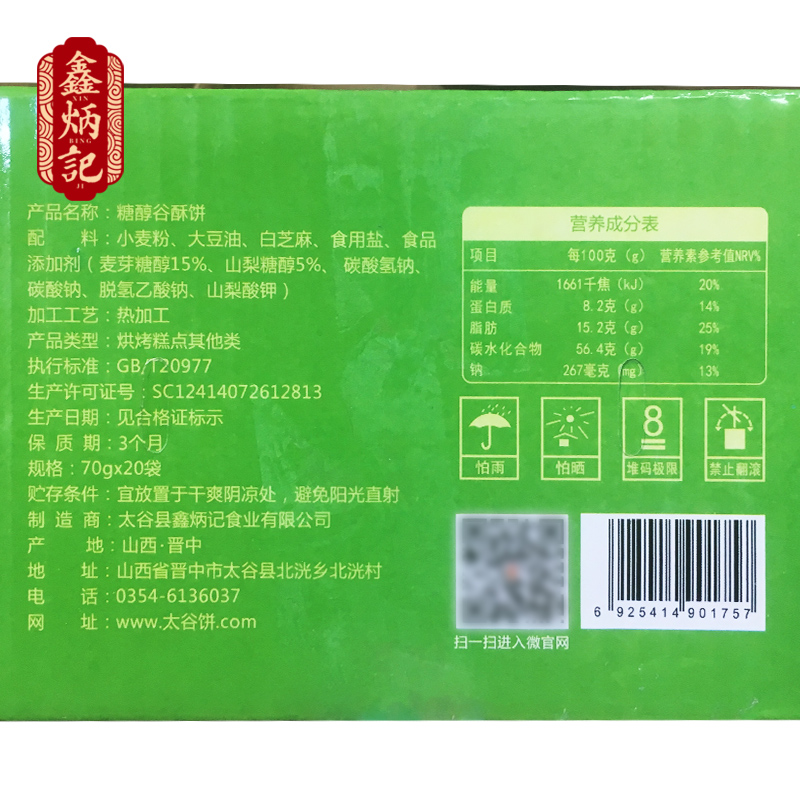 鑫
XIN
炳
BING
記
JI
产品名称：糖醇谷酥饼
配 料：小麦粉、大豆油、白芝麻、食用盐、食品
添加剂（麦芽糖醇15%、山梨糖醇5%、碳酸氢钠、
碳酸钠、脱氢乙酸钠、山梨酸钾）
加工工艺：热加工
产品类型：烘烤糕点其他类
执行标准：GB/T20977
生产许可证号：SC12414072612813
生产日期：见合格证标示
保 质 期：3个月
规格：70gx20袋
贮存条件：宜放置于干爽阴凉处，避免阳光直射
制 造 商：太谷县鑫炳记食业有限公司
产 地：山西·晋中
地 址：山西省晋中市太谷县北洸乡北洸村
电 话：0354-6136037
网 址：www.太谷饼.com
营养成分表
项目 每100克（g） 营养素参考值NRV%
能量 1661千焦（kJ） 20%
蛋白质 8.2克（g） 14%
脂肪 15.2克（g） 25%
碳水化合物 56.4克（g） 19%
钠 267毫克（mg） 13%
怕雨
怕晒
8
堆码极限
禁止翻滚
扫一扫进入微官网
6 925414 901757